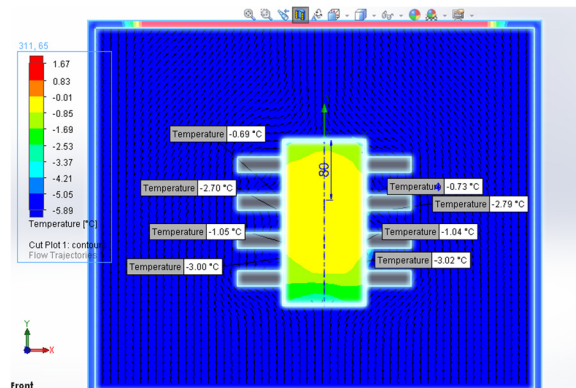 311, 65
1.67
0.83
-0.01
-0.85
-1.69
-2.53
-3.37
-4.21
-5.05
-5.89
Temperature [°C]
Cut Plot 1: contours
Flow Trajectories
Temperature -0.69 °C
80
Temperature -2.70 °C
Temperature -0.73 °C
Temperature -2.79 °C
Temperature -1.05 °C
Temperature -1.04 °C
Temperature -3.00 °C
Temperature -3.02 °C
Y
X
Front